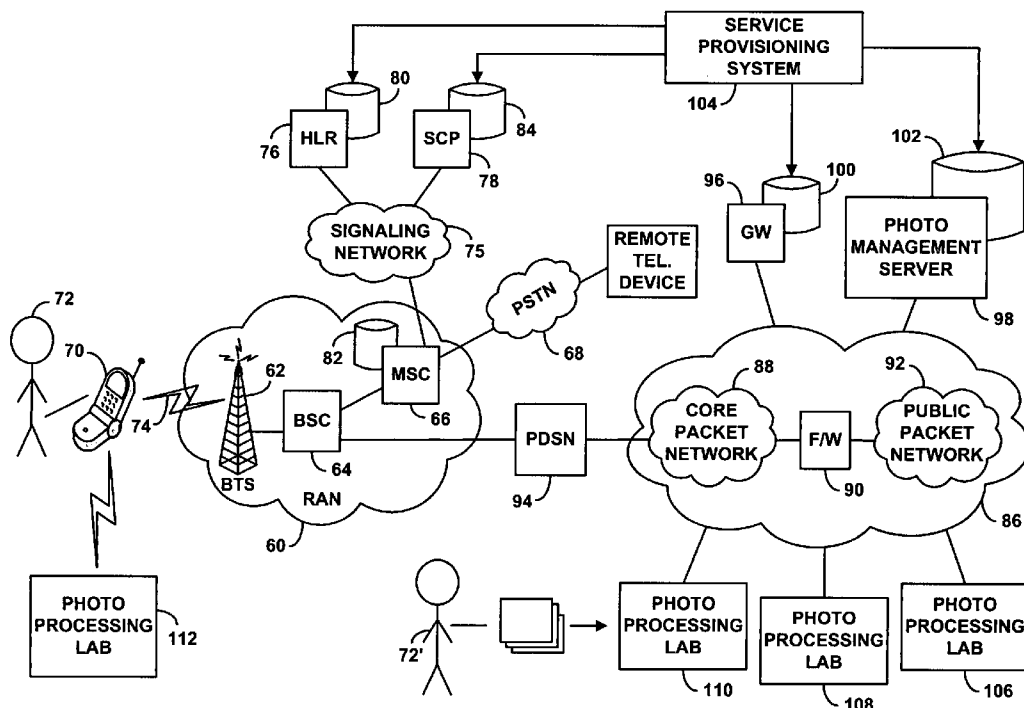 104
SERVICE
PROVISIONING
SYSTEM
80
84
76
HLR
SCP
78
102
100
96
GW
PHOTO
MANAGEMENT
SERVER
98
SIGNALING
NETWORK
75
REMOTE
TEL.
DEVICE
PSTN
68
72
70
74
62
82
MSC
66
BSC
64
BTS
RAN
60
PDSN
94
88
CORE
PACKET
NETWORK
F/W
90
92
PUBLIC
PACKET
NETWORK
86
PHOTO
PROCESSING
LAB
112
72'
PHOTO
PROCESSING
LAB
110
PHOTO
PROCESSING
LAB
108
PHOTO
PROCESSING
LAB
106